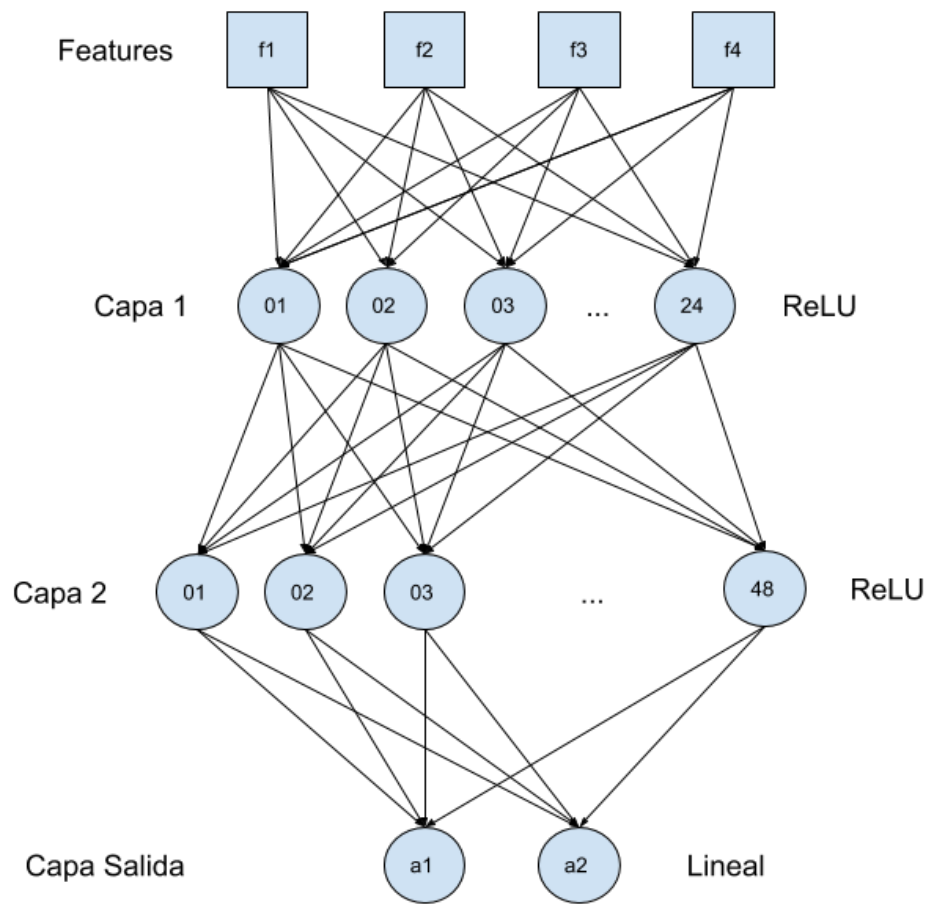 Features f1 f2 f3 f4
Capa 1 01 02 03 ... 24 ReLU
Capa 2 01 02 03 ... 48 ReLU
Capa Salida a1 a2 Lineal